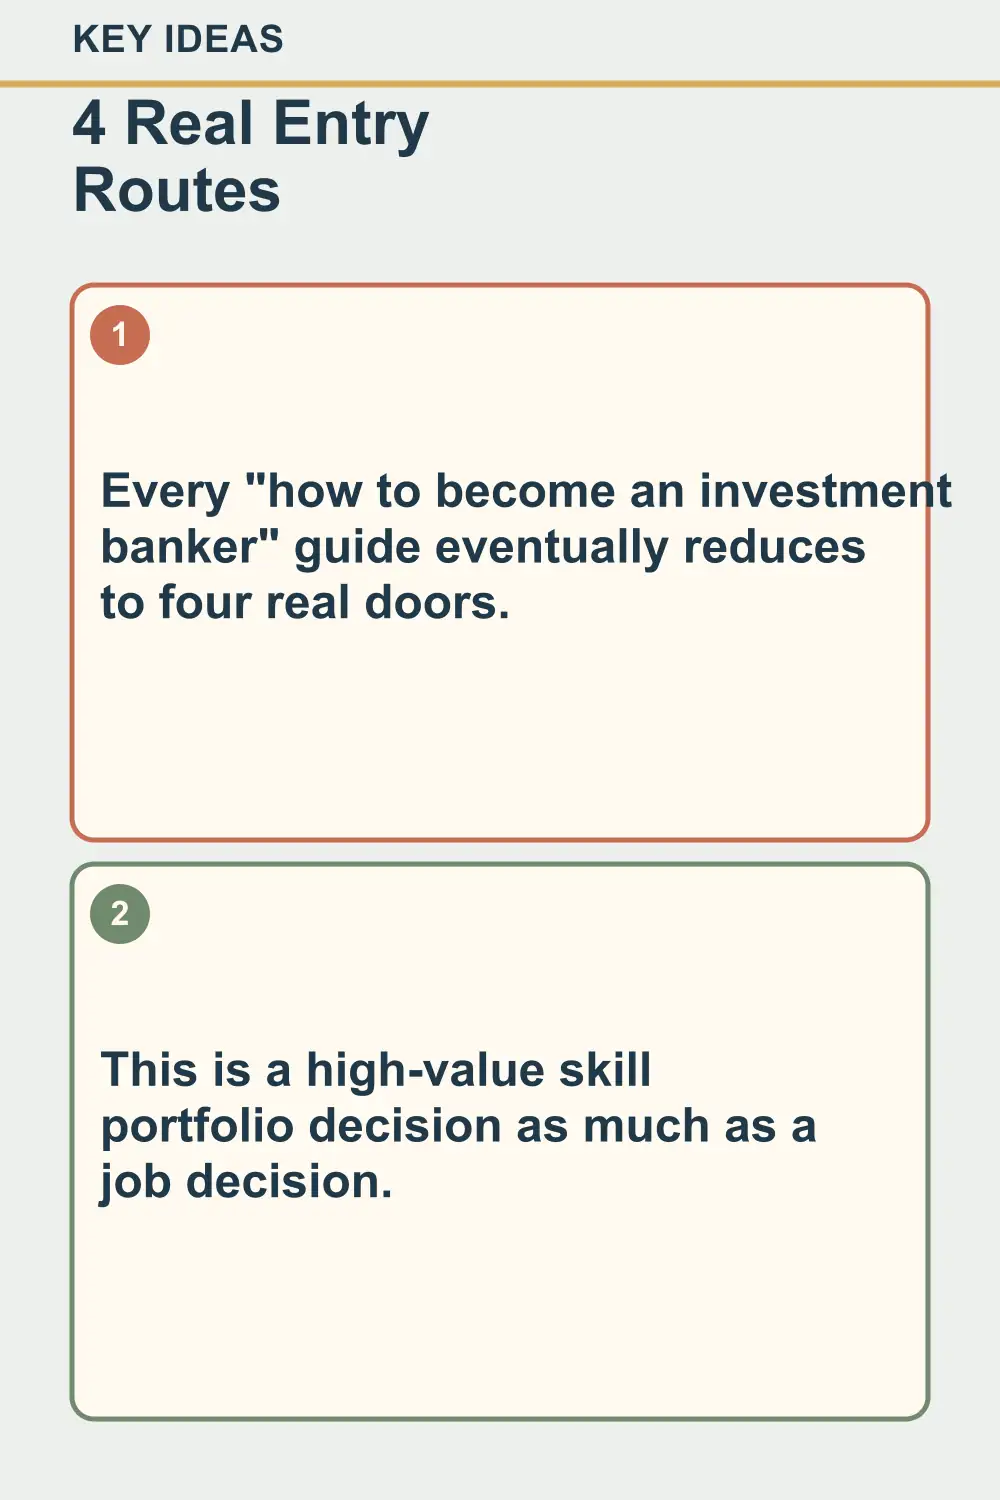 KEY IDEAS
4 Real Entry
Routes
1
Every "how to become an investment
banker" guide eventually reduces
to four real doors.
2
This is a high-value skill
portfolio decision as much as a
job decision.